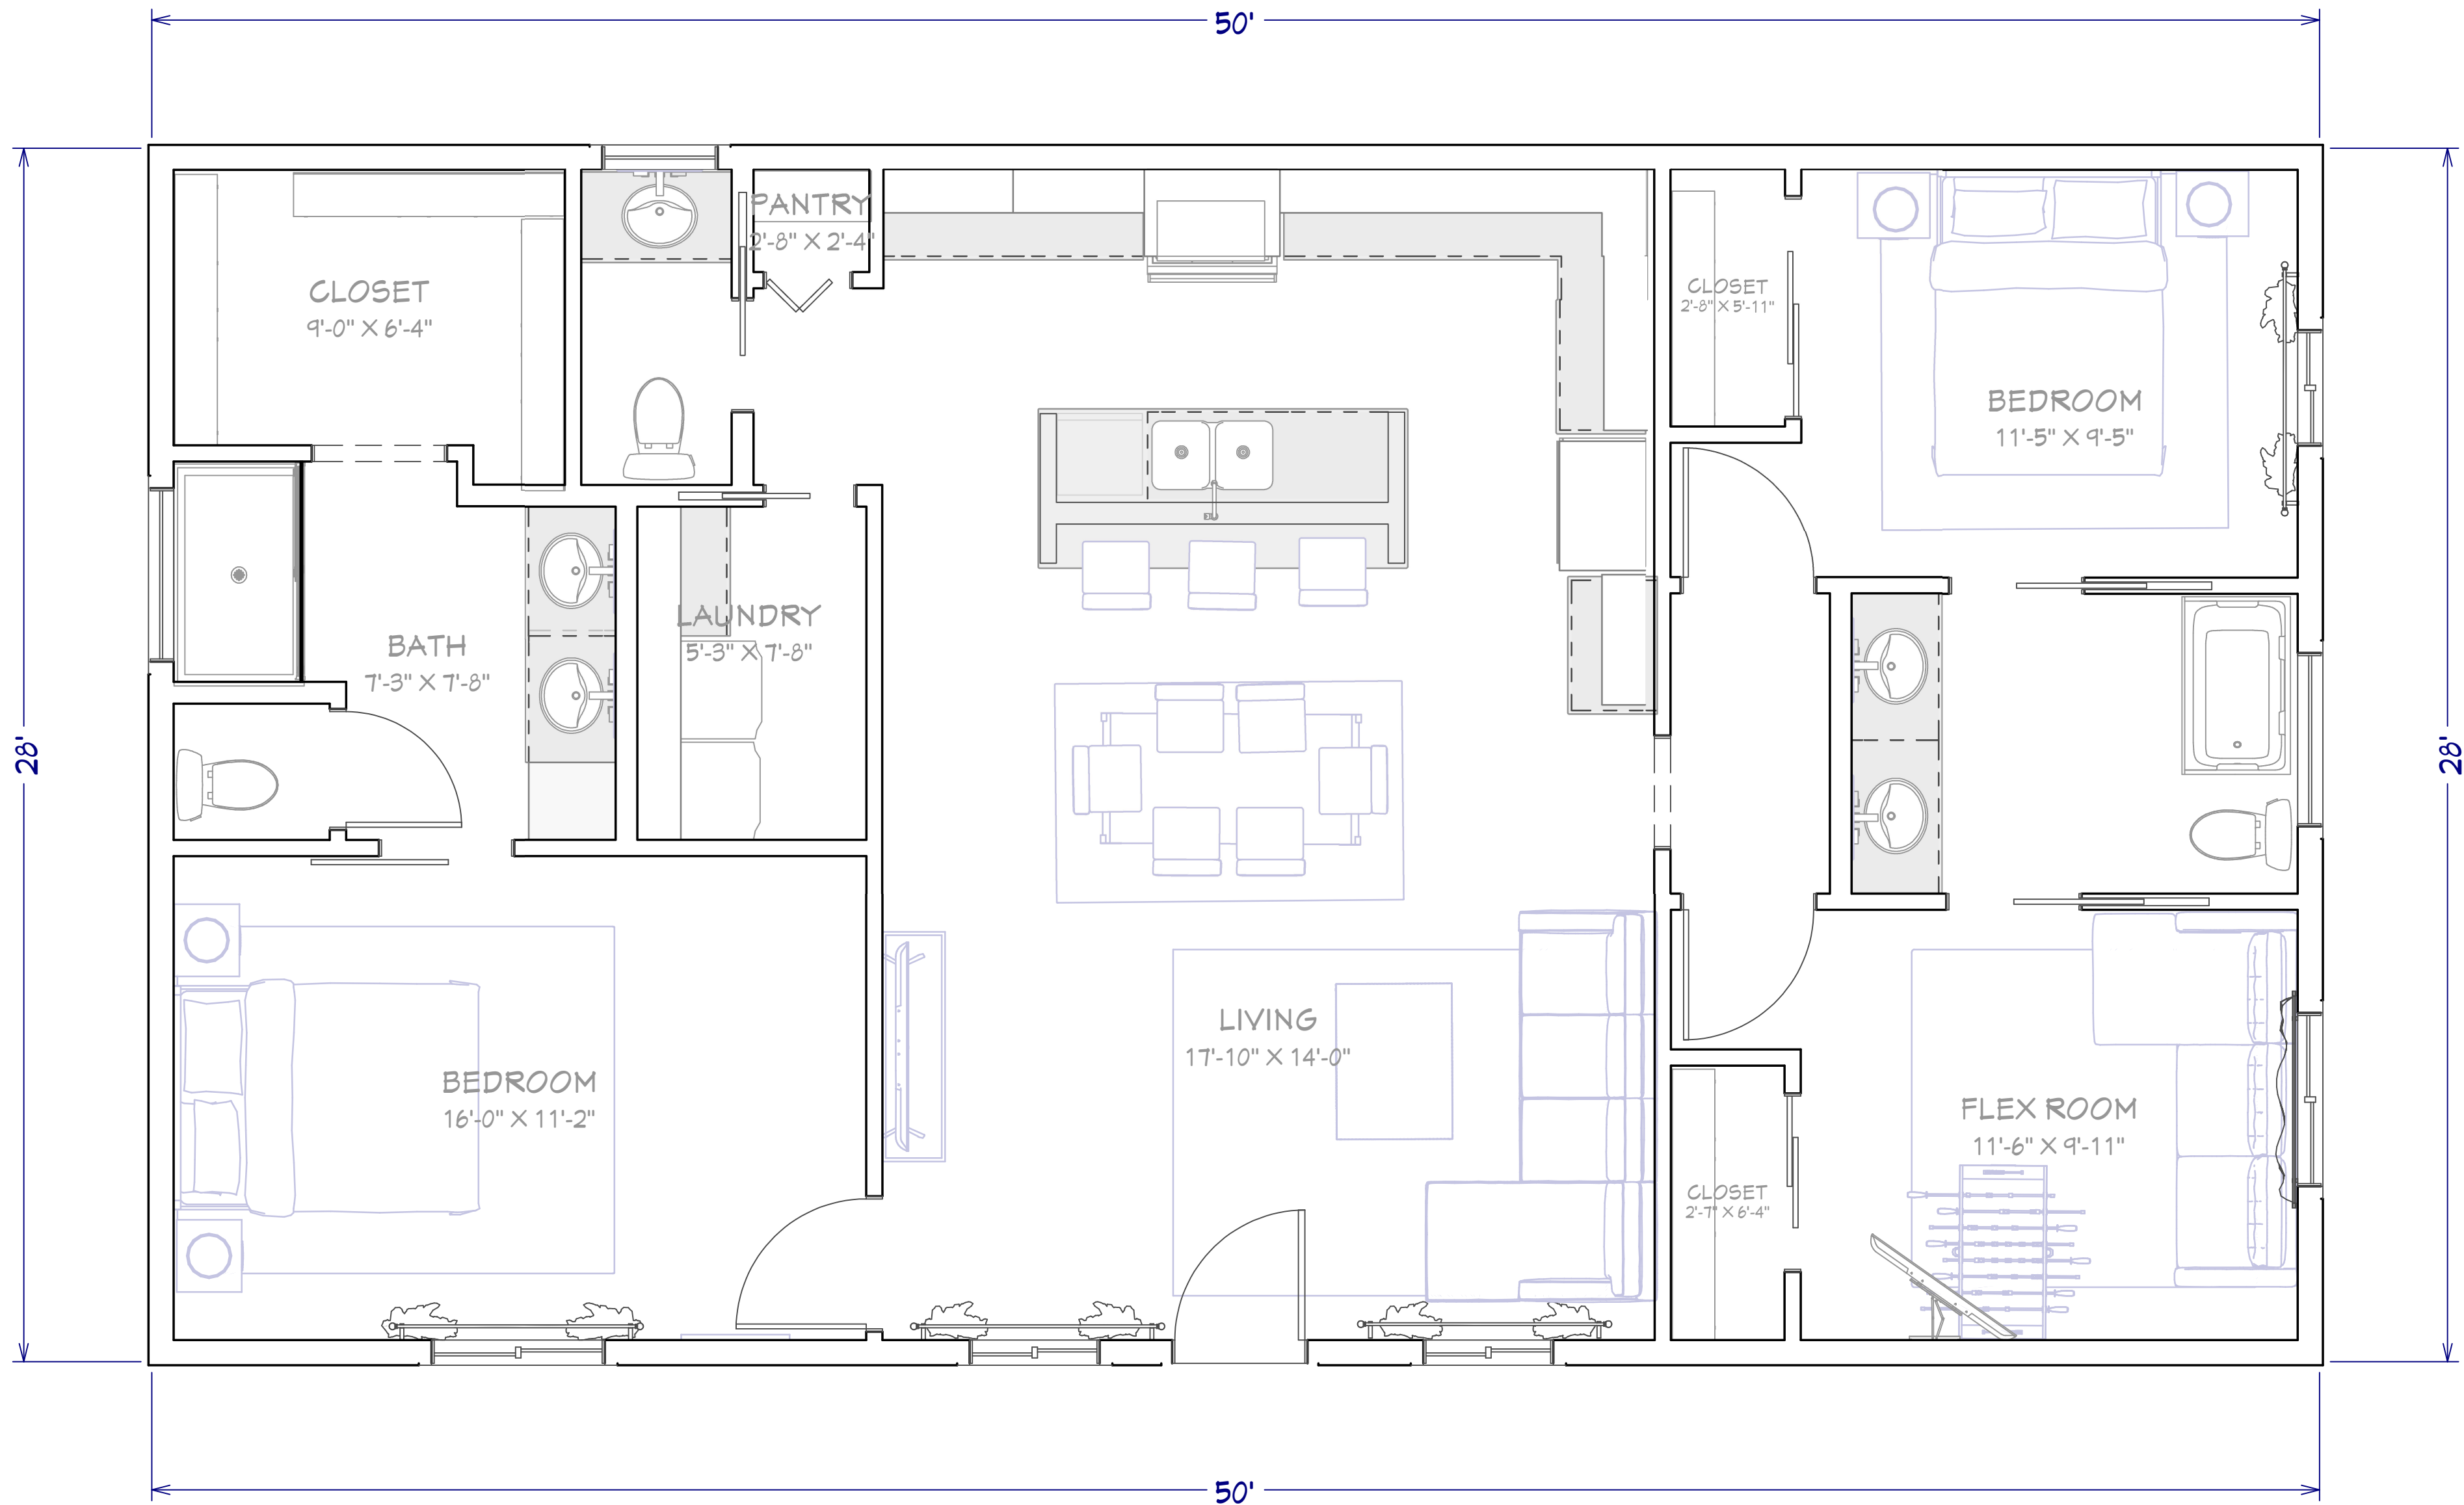 50'
PANTRY
2'-8" X 2'-4"
CLOSET
9'-0" X 6'-4"
CLOSET
2'-8" X 5'-11"
BEDROOM
11'-5" X 9'-5"
BATH
7'-3" X 7'-8"
LAUNDRY
5'-3" X 7'-8"
28'
28'
LIVING
17'-10" X 14'-0"
BEDROOM
16'-0" X 11'-2"
FLEX ROOM
11'-6" X 9'-11"
CLOSET
2'-7" X 6'-4"
50'